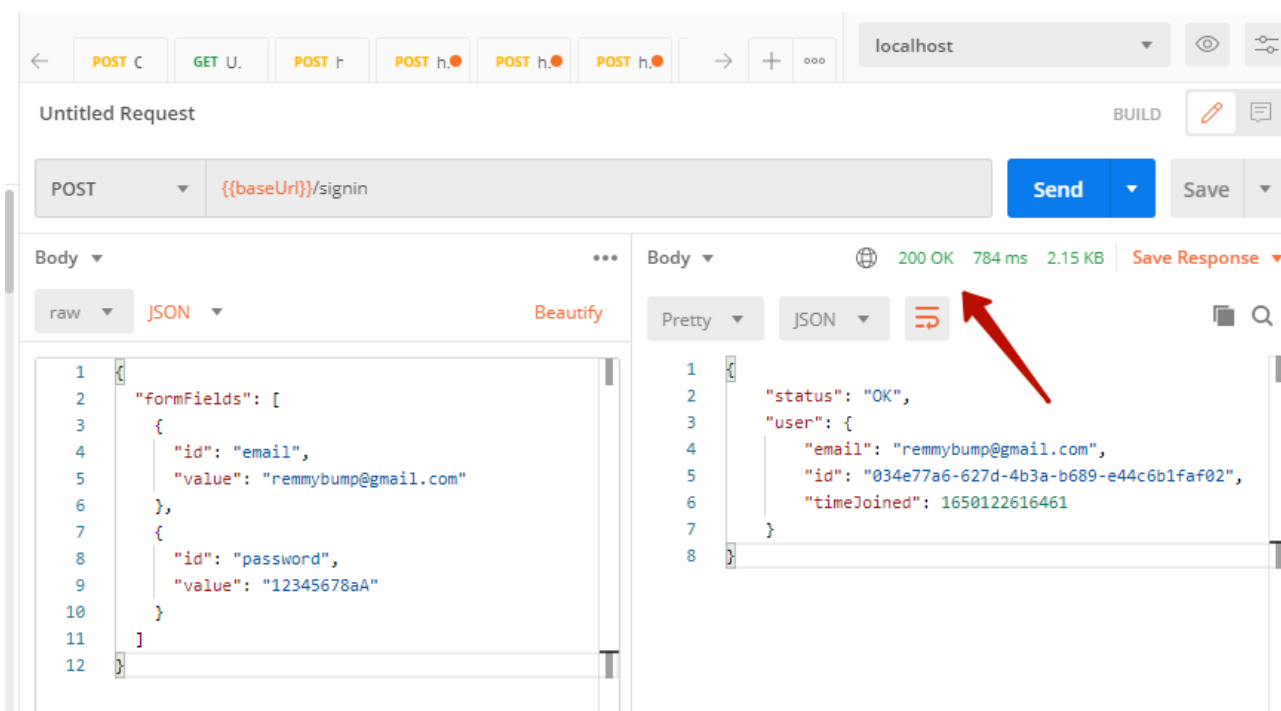 POST C GET U. POST h POST h. POST h. POST h. localhost
Untitled Request BUILD
POST {{baseUrl}}/signin Send Save
Body Body 200 OK 784 ms 2.15 KB Save Response
raw JSON Beautify Pretty JSON
1 {
2 "formFields": [
3 {
4 "id": "email",
5 "value": "remmybump@gmail.com"
6 },
7 {
8 "id": "password",
9 "value": "12345678aA"
10 }
11 ]
12 }
1 {
2 "status": "OK",
3 "user": {
4 "email": "remmybump@gmail.com",
5 "id": "034e77a6-627d-4b3a-b689-e44c6b1faf02",
6 "timeJoined": 1650122616461
7 }
8 }